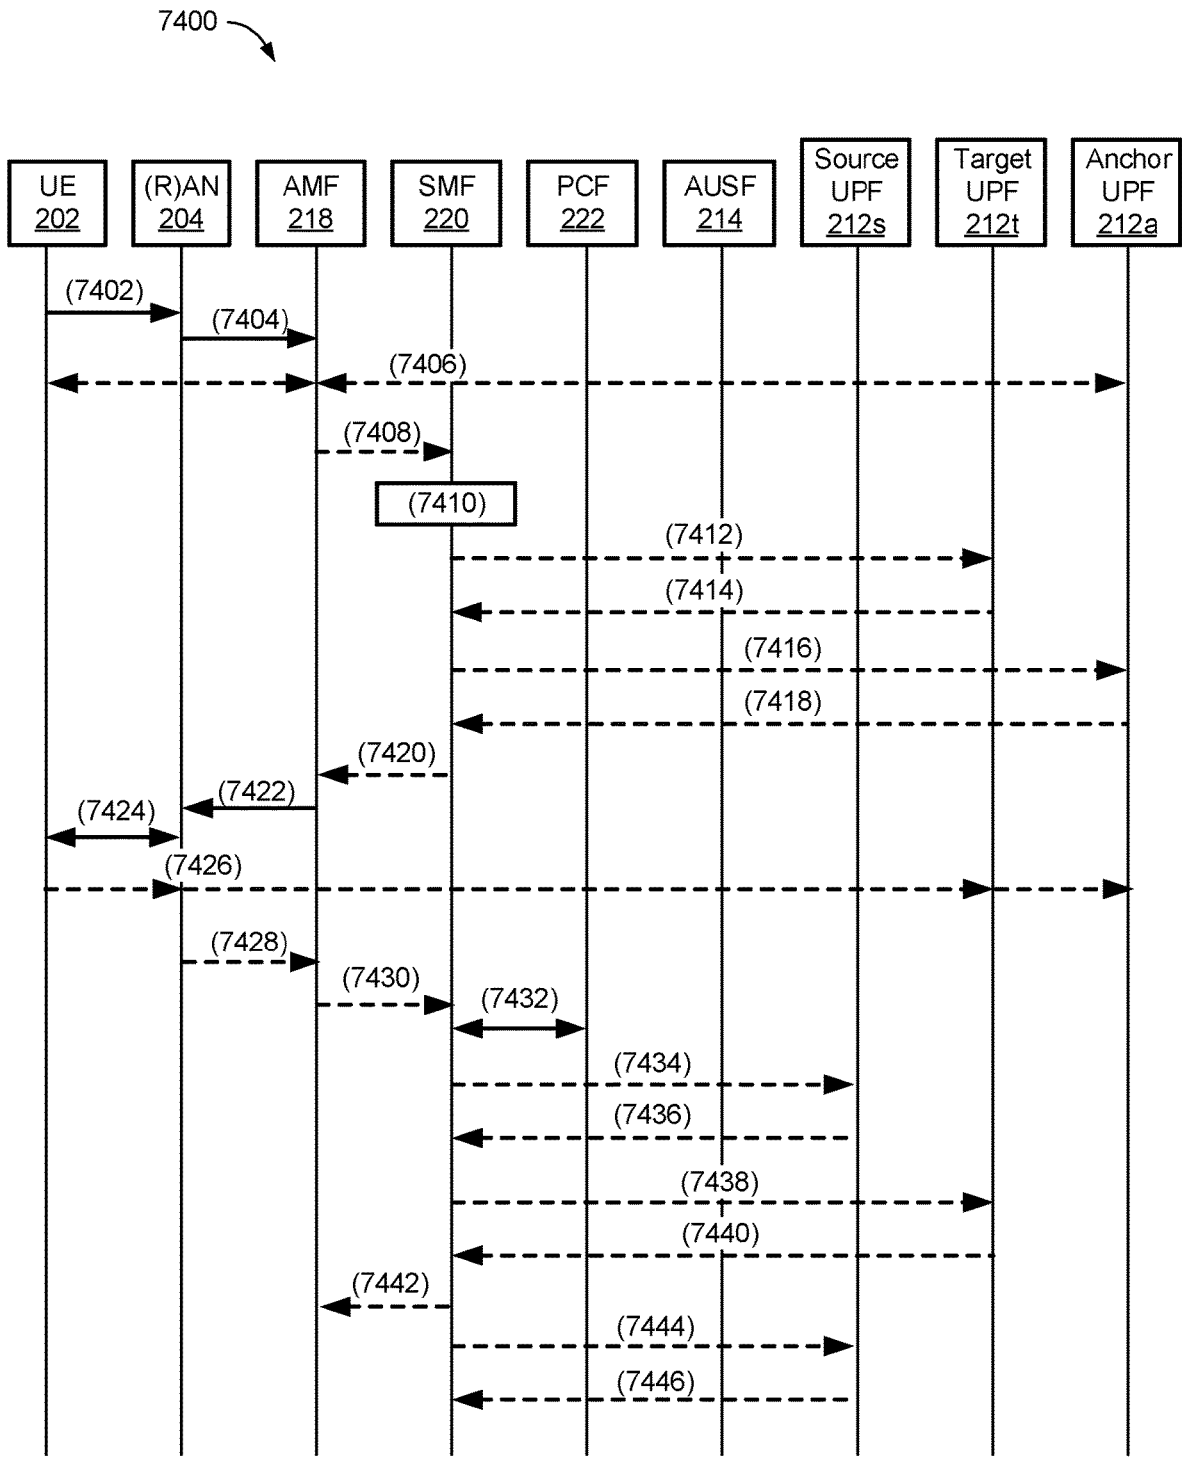 7400
UE
202
(R)AN
204
AMF
218
SMF
220
PCF
222
AUSF
214
Source
UPF
212s
Target
UPF
212t
Anchor
UPF
212a
(7402)
(7404)
(7406)
(7408)
(7410)
(7412)
(7414)
(7416)
(7418)
(7420)
(7422)
(7424)
(7426)
(7428)
(7430)
(7432)
(7434)
(7436)
(7438)
(7440)
(7442)
(7444)
(7446)